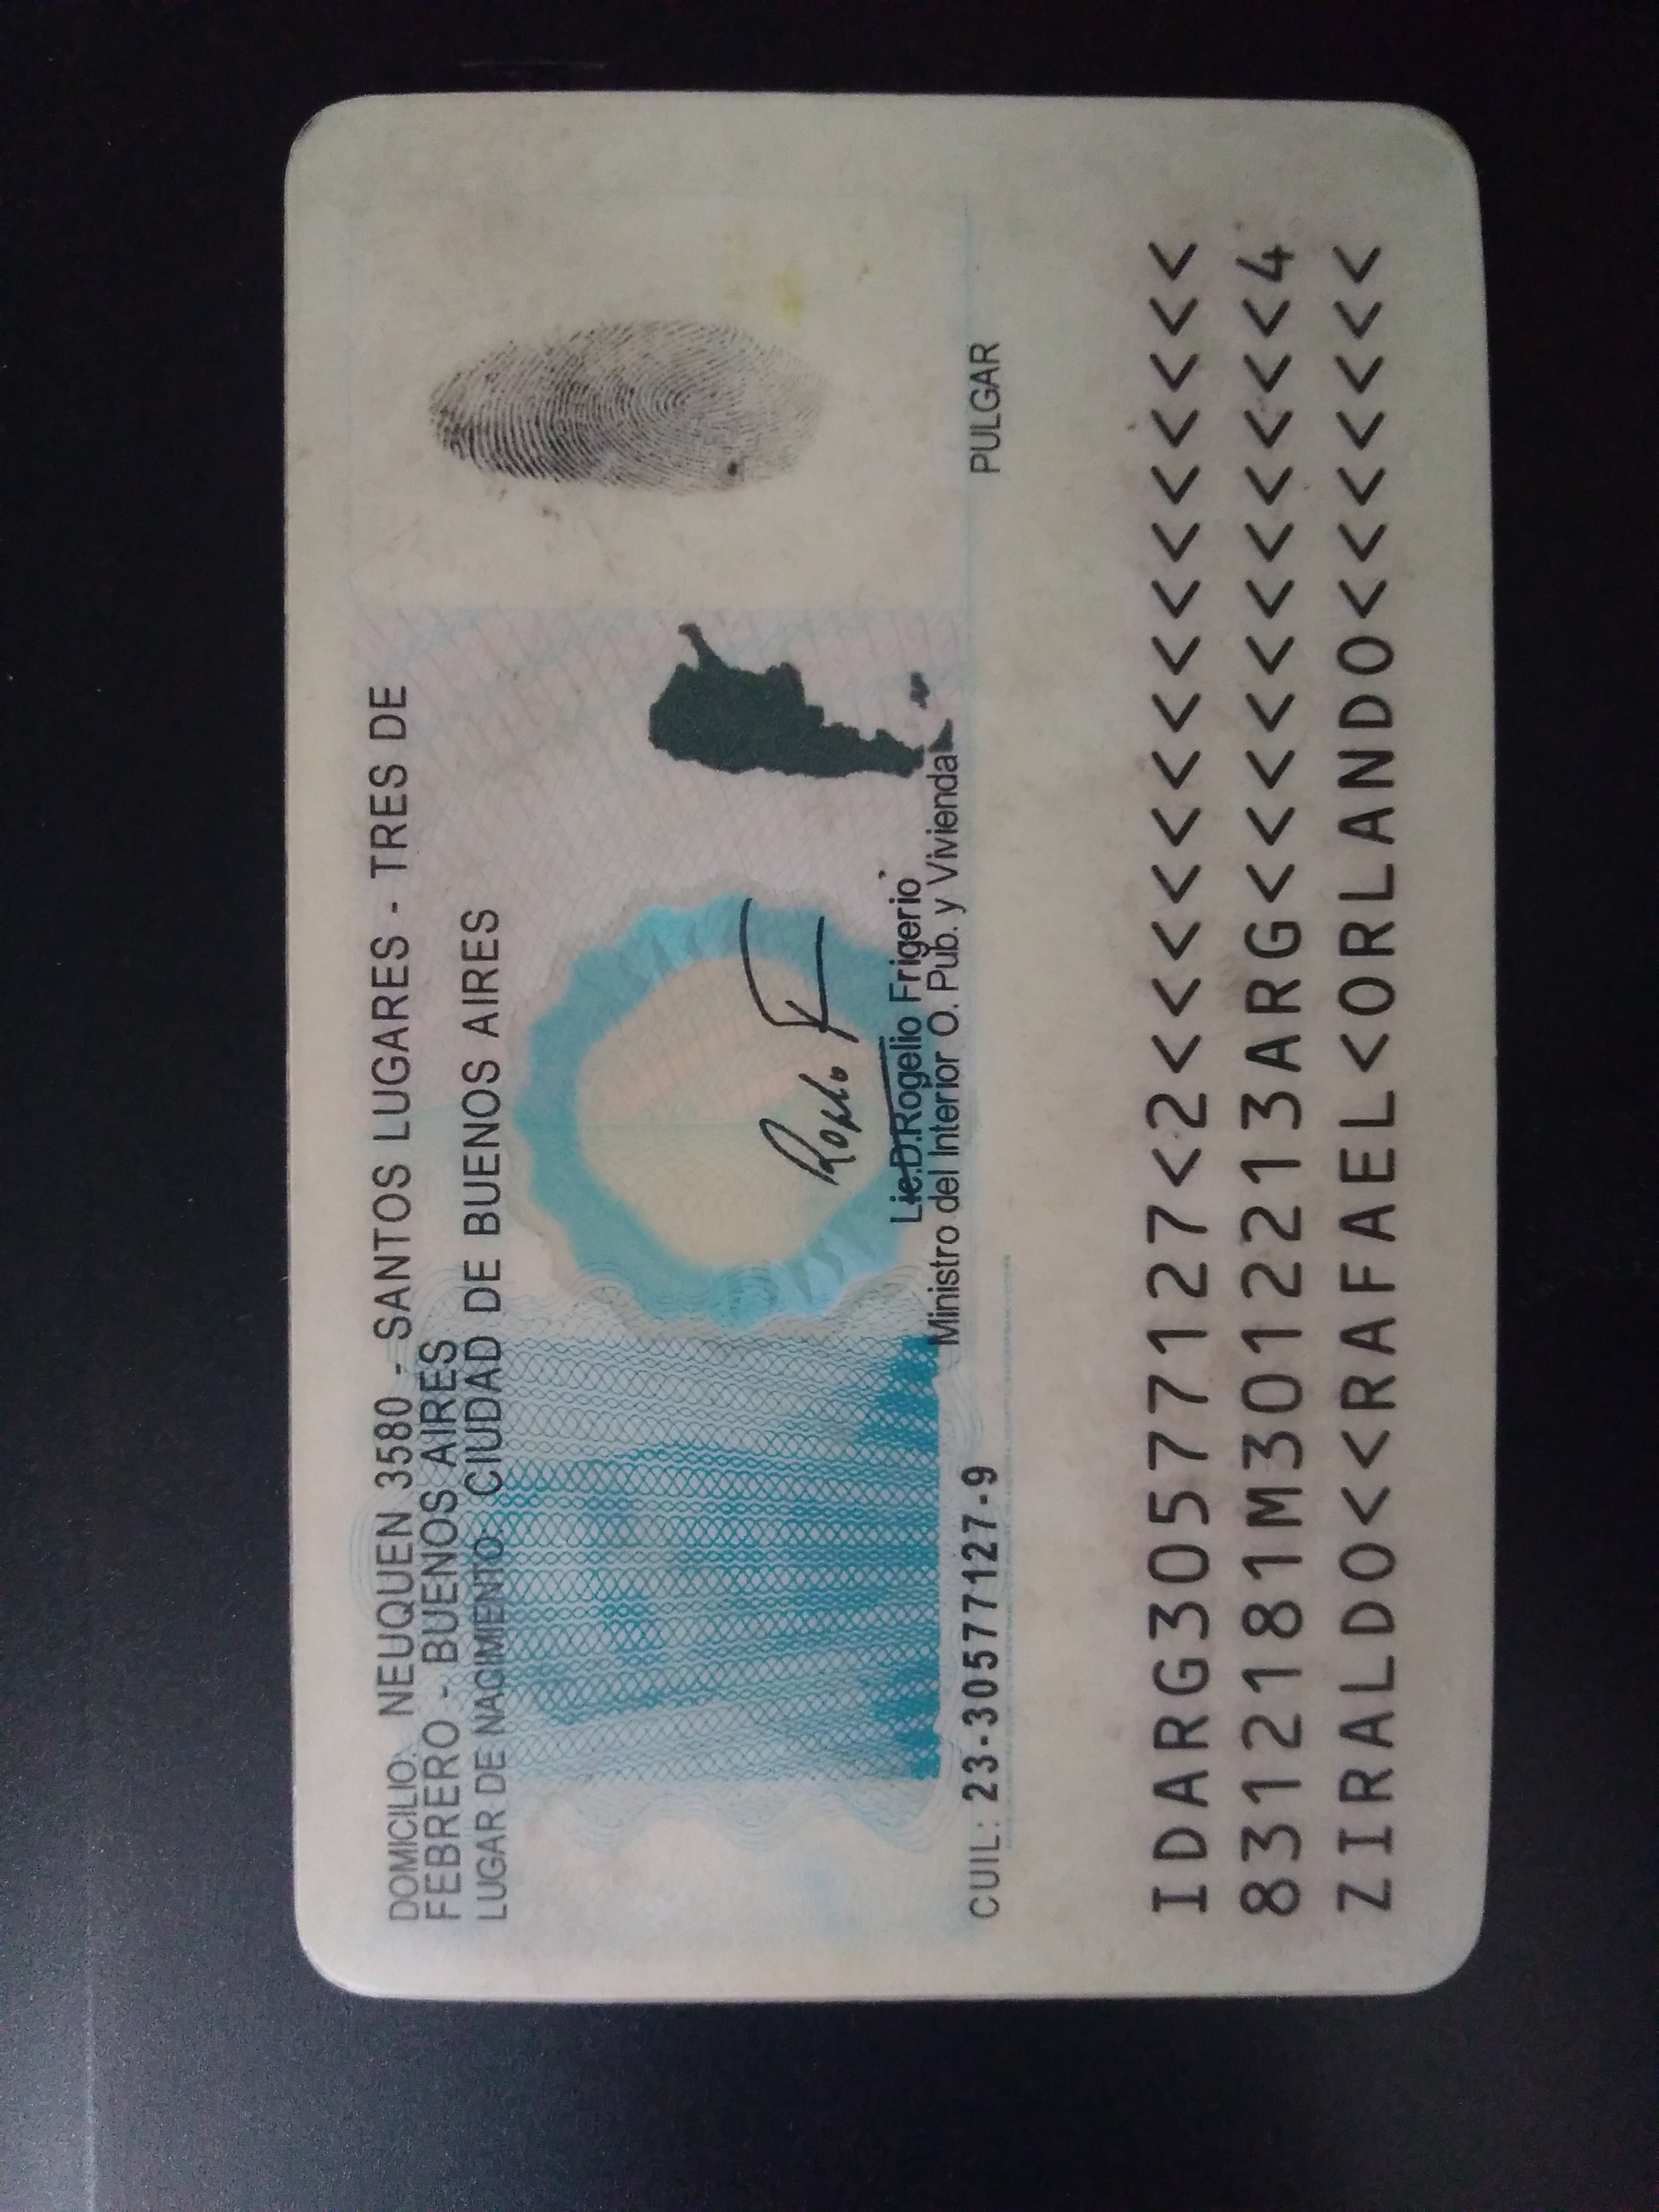 DOMICILIO: NEUQUEN 3580 - SANTOS LUGARES - TRES DE
FEBRERO - BUENOS AIRES
LUGAR DE NACIMIENTO: CIUDAD DE BUENOS AIRES
Lic.D.Rogelio Frigerio
Ministro del Interior O. Pub. y Vivienda
CUIL: 23-30577127-9
PULGAR
IDARG30577127<2<<<<<<<<<<<<<<<
8312181M3012213ARG<<<<<<<<<<<4
ZIRALDO<<RAFAEL<ORLANDO<<<<<<<